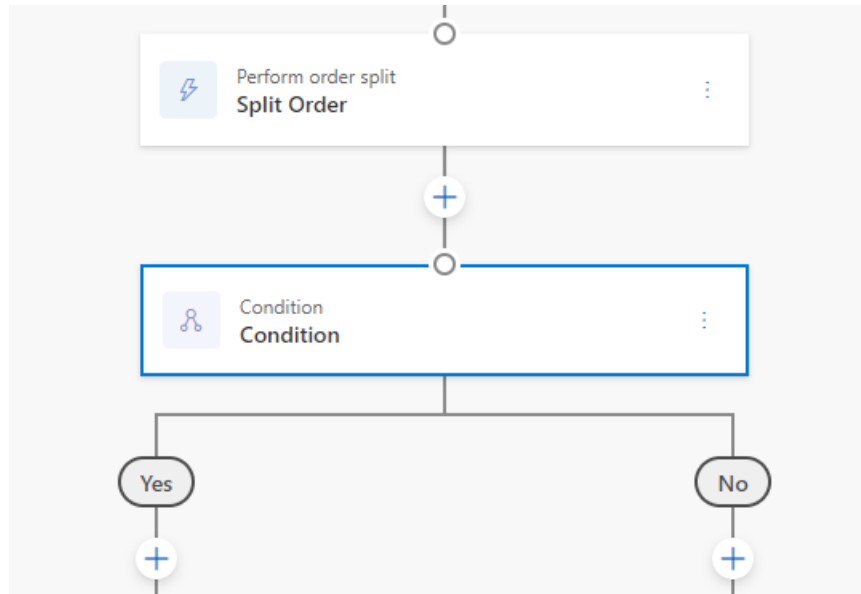 Perform order split
Split Order
Condition
Condition
Yes
No